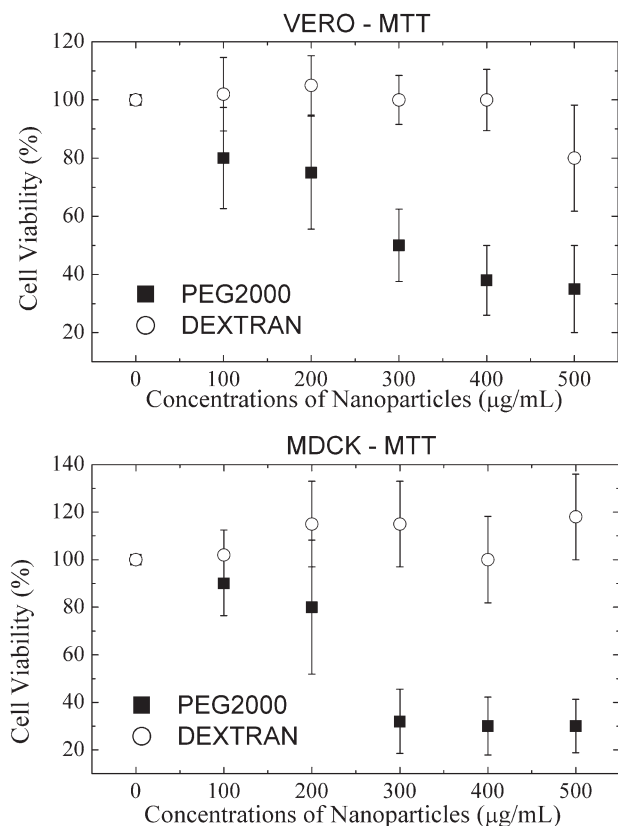 VERO - MTT
120
100
80
60
40
20
Cell Viability (%)
PEG2000
DEXTRAN
0 100 200 300 400 500
Concentrations of Nanoparticles (µg/mL)
MDCK - MTT
140
120
100
80
60
40
20
Cell Viability (%)
PEG2000
DEXTRAN
0 100 200 300 400 500
Concentrations of Nanoparticles (µg/mL)